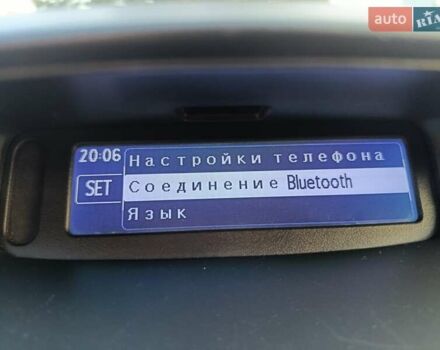 auto RIA
20:06 Настройки телефона
SET Соединение Bluetooth
Язык